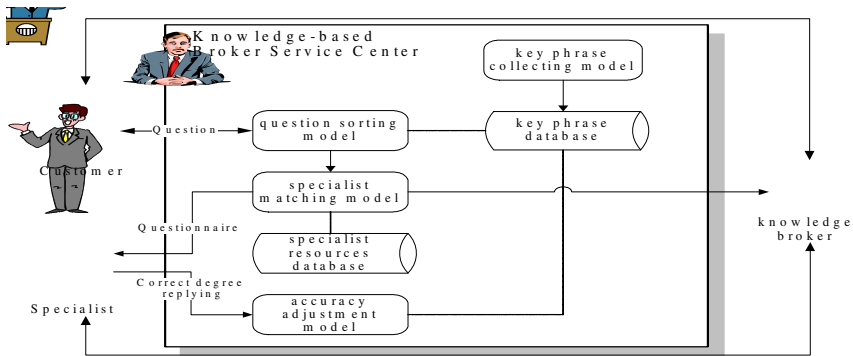 Knowledge-based
Broker Service Center
key phrase
collecting model
Question
question sorting
model
key phrase
database
Customer
specialist
matching model
knowledge
broker
Questionnaire
specialist
resources
database
Correct degree
replying
Specialist
accuracy
adjustment
model